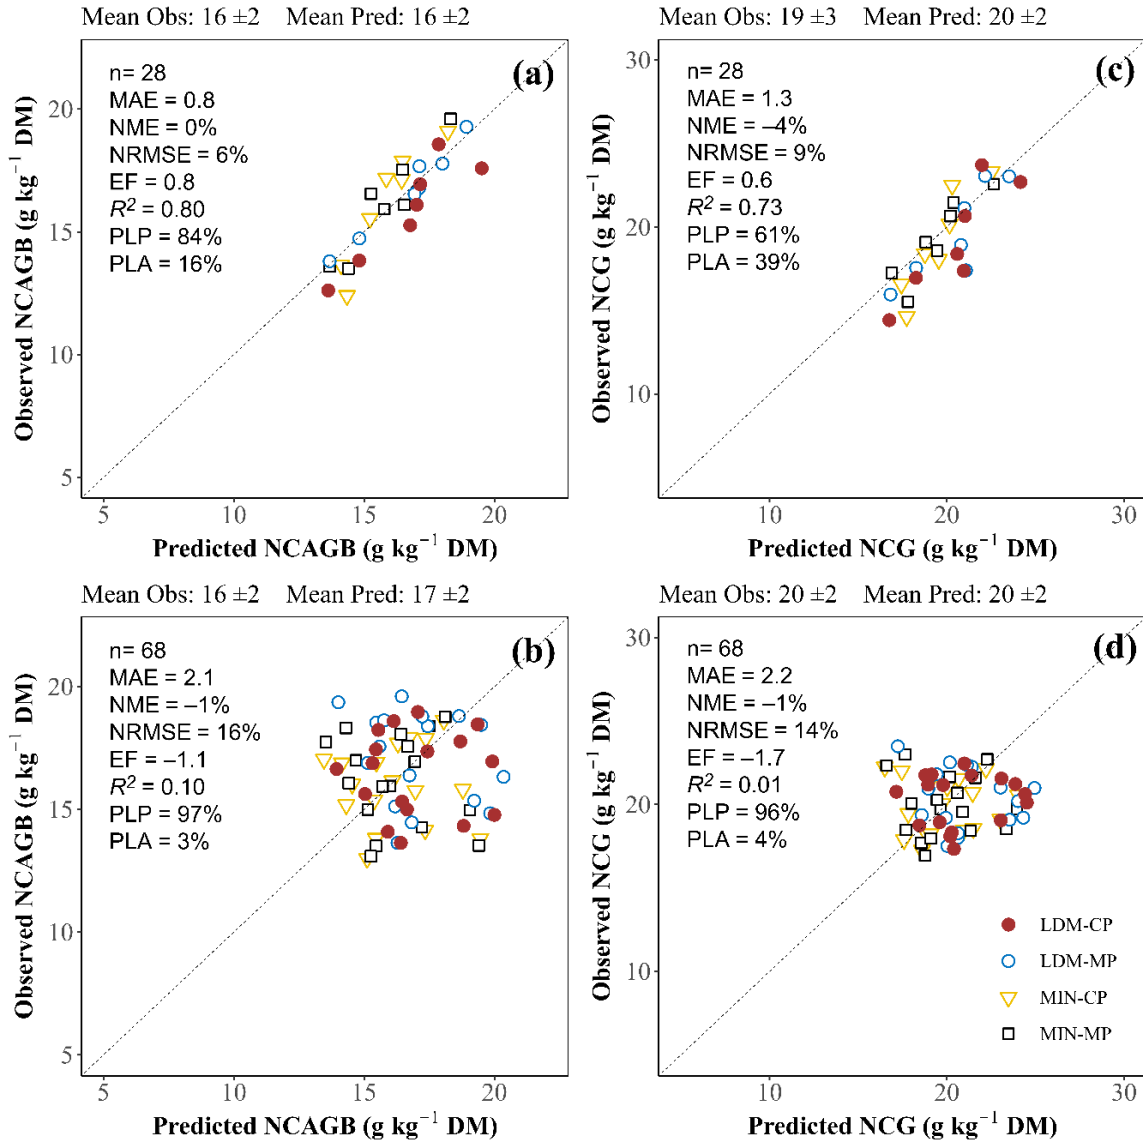 Mean Obs: 16 ±2 Mean Pred: 16 ±2
(a)
n= 28
MAE = 0.8
NME = 0%
NRMSE = 6%
EF = 0.8
R² = 0.80
PLP = 84%
PLA = 16%
20
15
10
5
Observed NCAGB (g kg⁻¹ DM)
5 10 15 20
Predicted NCAGB (g kg⁻¹ DM)
Mean Obs: 19 ±3 Mean Pred: 20 ±2
(c)
n= 28
MAE = 1.3
NME = −4%
NRMSE = 9%
EF = 0.6
R² = 0.73
PLP = 61%
PLA = 39%
30
20
10
Observed NCG (g kg⁻¹ DM)
10 20 30
Predicted NCG (g kg⁻¹ DM)
Mean Obs: 16 ±2 Mean Pred: 17 ±2
(b)
n= 68
MAE = 2.1
NME = −1%
NRMSE = 16%
EF = −1.1
R² = 0.10
PLP = 97%
PLA = 3%
20
15
10
5
Observed NCAGB (g kg⁻¹ DM)
5 10 15 20
Predicted NCAGB (g kg⁻¹ DM)
Mean Obs: 20 ±2 Mean Pred: 20 ±2
(d)
n= 68
MAE = 2.2
NME = −1%
NRMSE = 14%
EF = −1.7
R² = 0.01
PLP = 96%
PLA = 4%
30
20
10
Observed NCG (g kg⁻¹ DM)
LDM-CP
LDM-MP
MIN-CP
MIN-MP
10 20 30
Predicted NCG (g kg⁻¹ DM)